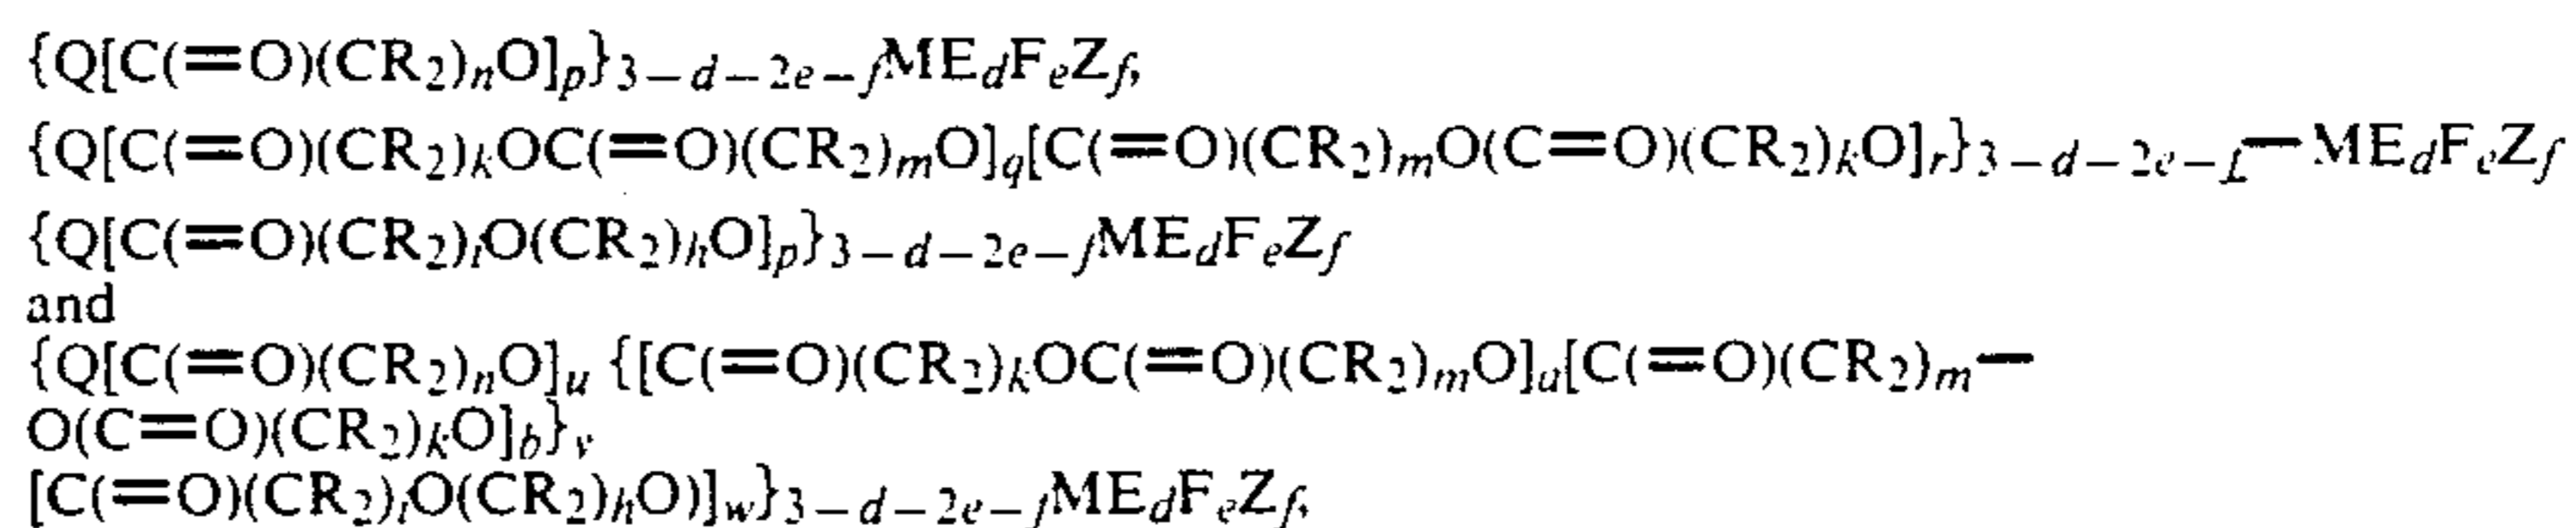 {Q[C(=O)(CR₂)ₙO]ₚ}₃₋d₋₂ₑ₋fMEdFₑZf,
{Q[C(=O)(CR₂)ₖOC(=O)(CR₂)ₘO]q[C(=O)(CR₂)ₘO(C=O)(CR₂)ₖO]ᵣ}₃₋d₋₂ₑ₋f—MEdFₑZf
{Q[C(=O)(CR₂)ₗO(CR₂)ₕO]ₚ}₃₋d₋₂ₑ₋fMEdFₑZf
and
{Q[C(=O)(CR₂)ₙO]ᵤ {[C(=O)(CR₂)ₖOC(=O)(CR₂)ₘO]ₐ[C(=O)(CR₂)ₘ—
O(C=O)(CR₂)ₖO]b}ᵥ
[C(=O)(CR₂)ₗO(CR₂)ₕO)]w}₃₋d₋₂ₑ₋fMEdFₑZf,